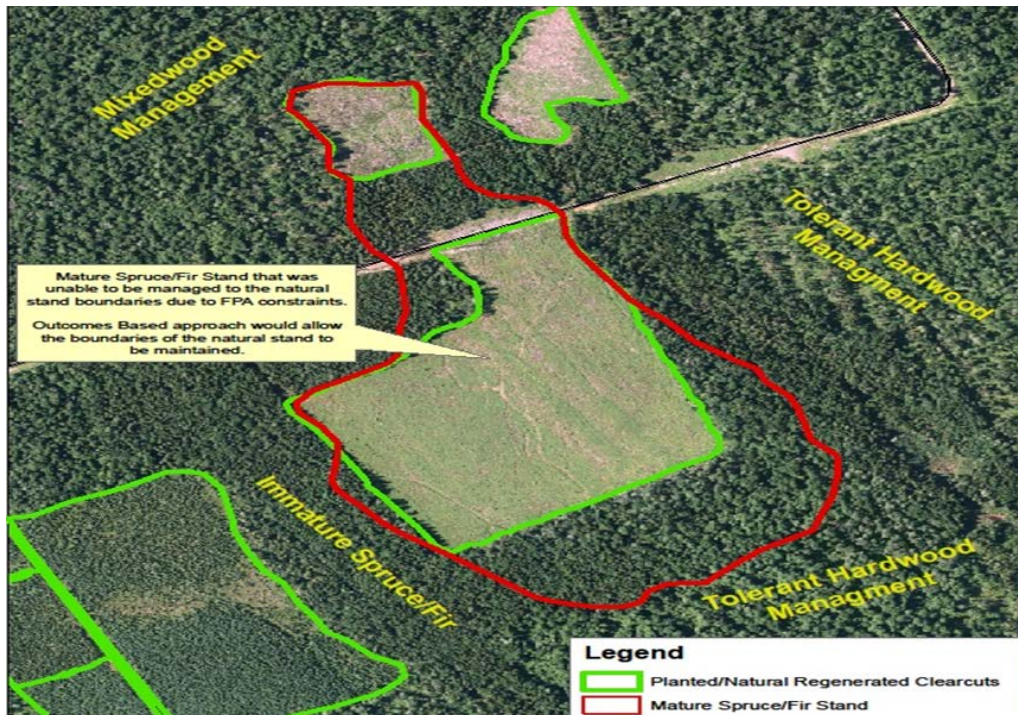 Mixedwood
Management
Tolerant Hardwood
Managment
Mature Spruce/Fir Stand that was
unable to be managed to the natural
stand boundaries due to FPA constraints.
Outcomes Based approach would allow
the boundaries of the natural stand to
be maintained.
Immature Spruce/Fir
Tolerant Hardwood
Managment
Legend
Planted/Natural Regenerated Clearcuts
Mature Spruce/Fir Stand